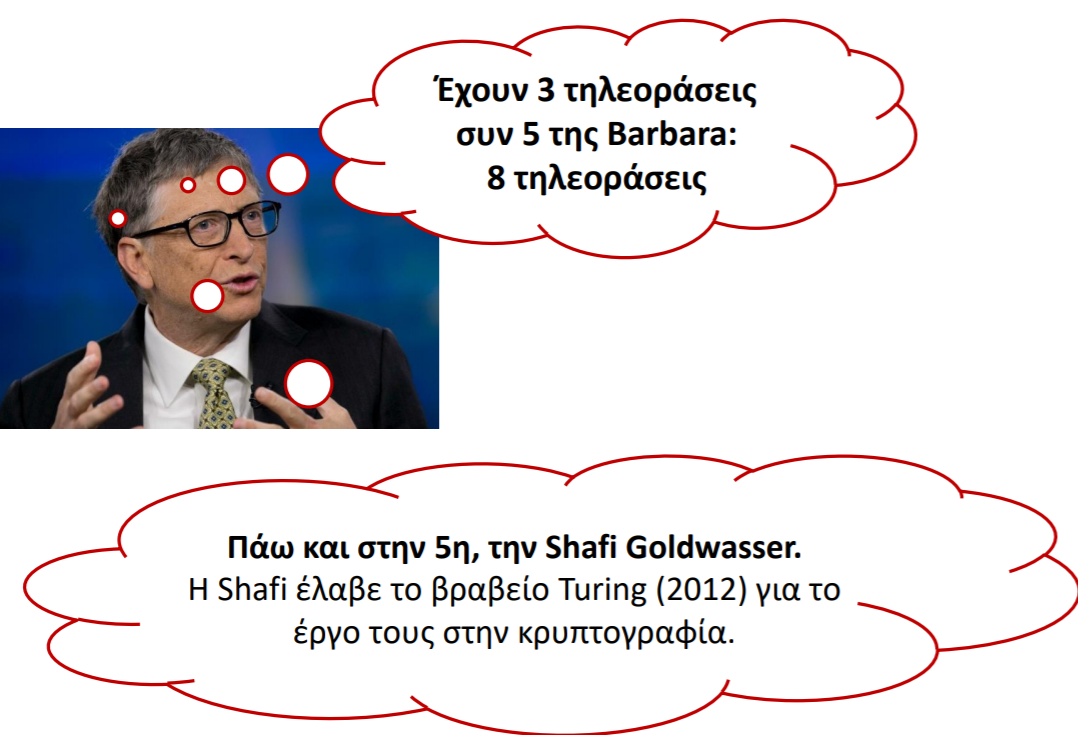 Έχουν 3 τηλεοράσεις
συν 5 της Barbara:
8 τηλεοράσεις
Πάω και στην 5η, την Shafi Goldwasser.
Η Shafi έλαβε το βραβείο Turing (2012) για το
έργο τους στην κρυπτογραφία.